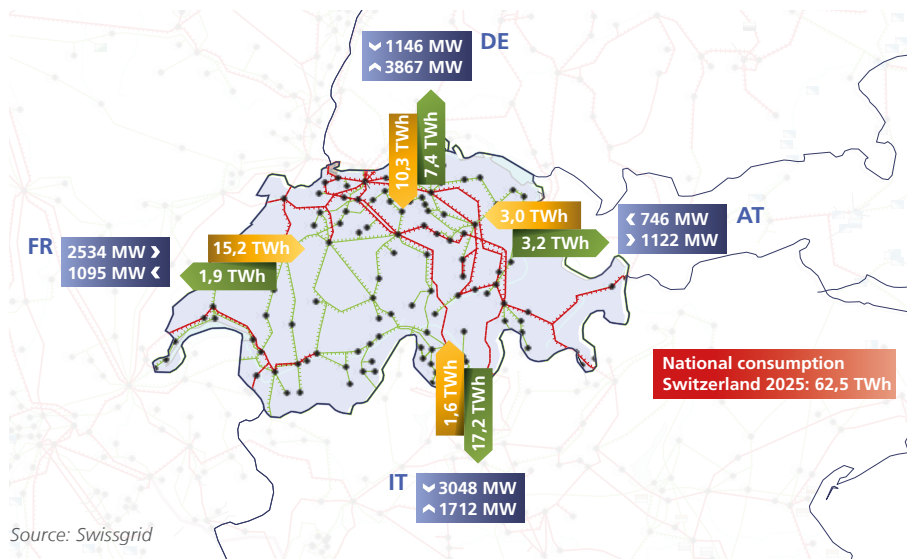 DE
1146 MW
3867 MW
10,3 TWh
7,4 TWh
3,0 TWh
3,2 TWh
AT
746 MW
1122 MW
FR
2534 MW
1095 MW
15,2 TWh
1,9 TWh
National consumption
Switzerland 2025: 62,5 TWh
1,6 TWh
17,2 TWh
IT
3048 MW
1712 MW
Source: Swissgrid